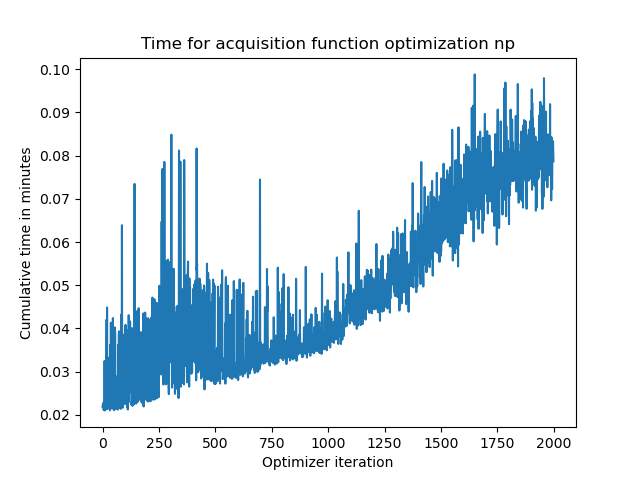 Time for acquisition function optimization np
0.10
0.09
0.08
0.07
0.06
0.05
0.04
0.03
0.02
Cumulative time in minutes
0 250 500 750 1000 1250 1500 1750 2000
Optimizer iteration